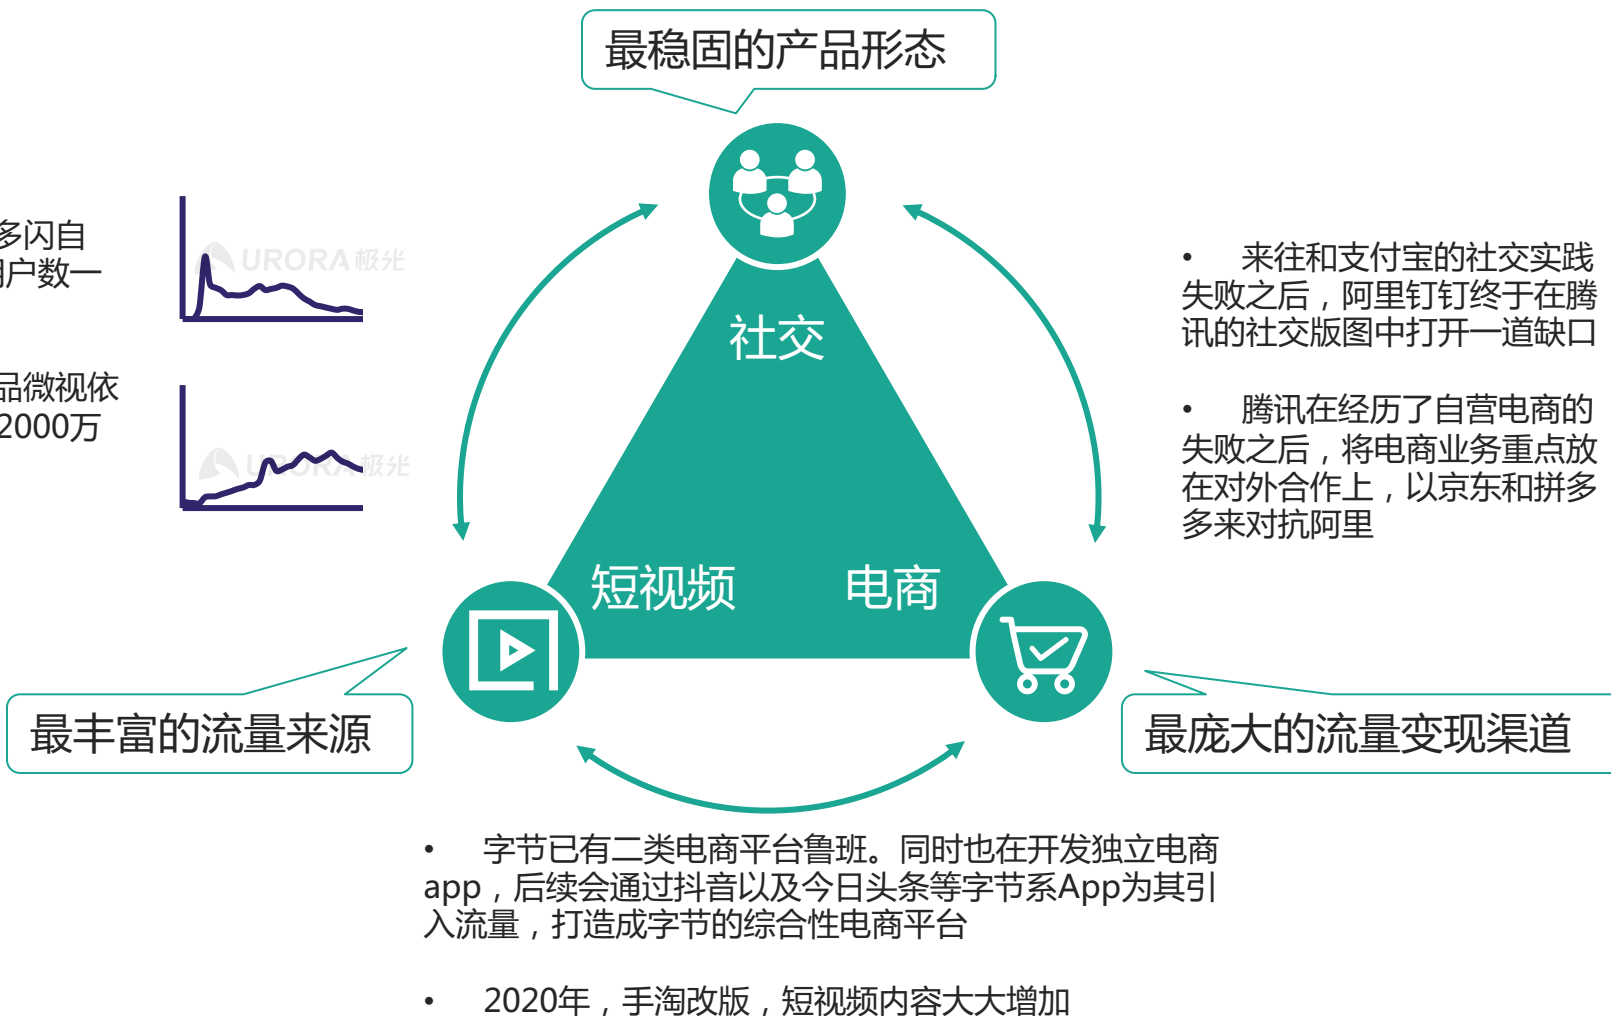 最稳固的产品形态
多闪自
用户数一
URORA极光
品微视依
2000万
URORA极光
社交
短视频
电商
• 来往和支付宝的社交实践
失败之后，阿里钉钉终于在腾
讯的社交版图中打开一道缺口
• 腾讯在经历了自营电商的
失败之后，将电商业务重点放
在对外合作上，以京东和拼多
多来对抗阿里
最丰富的流量来源
最庞大的流量变现渠道
• 字节已有二类电商平台鲁班。同时也在开发独立电商
app，后续会通过抖音以及今日头条等字节系App为其引
入流量，打造成字节的综合性电商平台
• 2020年，手淘改版，短视频内容大大增加